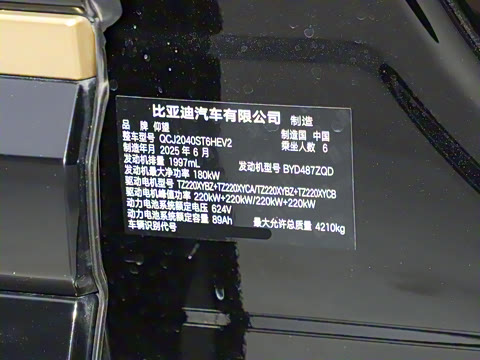 比亚迪汽车有限公司 制造
品 牌 仰望 制造国 中国
整车型号 QCJ2040ST6HEV2 乘坐人数 6
制造年月 2025 年 6 月
发动机排量 1997mL 发动机型号 BYD487ZQD
发动机最大净功率 180kW
驱动电机型号 TZ220XYBZ+TZ220XYCA/TZ220XYBZ+TZ220XYCB
驱动电机峰值功率 220kW+220kW/220kW+220kW
动力电池系统额定电压 624V
动力电池系统额定容量 89Ah 最大允许总质量 4210kg
车辆识别代号